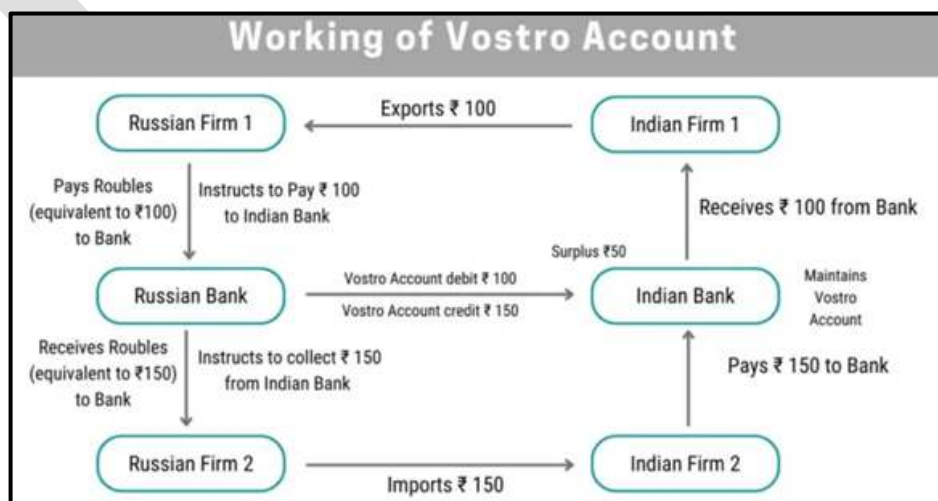 Working of Vostro Account
Russian Firm 1
Exports ₹ 100
Indian Firm 1
Pays Roubles
(equivalent to ₹100)
to Bank
Instructs to Pay ₹ 100
to Indian Bank
Receives ₹ 100 from Bank
Russian Bank
Vostro Account debit ₹ 100
Vostro Account credit ₹ 150
Surplus ₹50
Indian Bank
Maintains
Vostro
Account
Receives Roubles
(equivalent to ₹150)
to Bank
Instructs to collect ₹ 150
from Indian Bank
Pays ₹ 150 to Bank
Russian Firm 2
Imports ₹ 150
Indian Firm 2